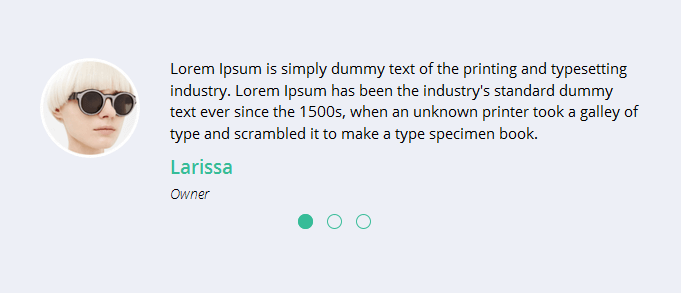 Lorem Ipsum is simply dummy text of the printing and typesetting
industry. Lorem Ipsum has been the industry's standard dummy
text ever since the 1500s, when an unknown printer took a galley of
type and scrambled it to make a type specimen book.
Larissa
Owner